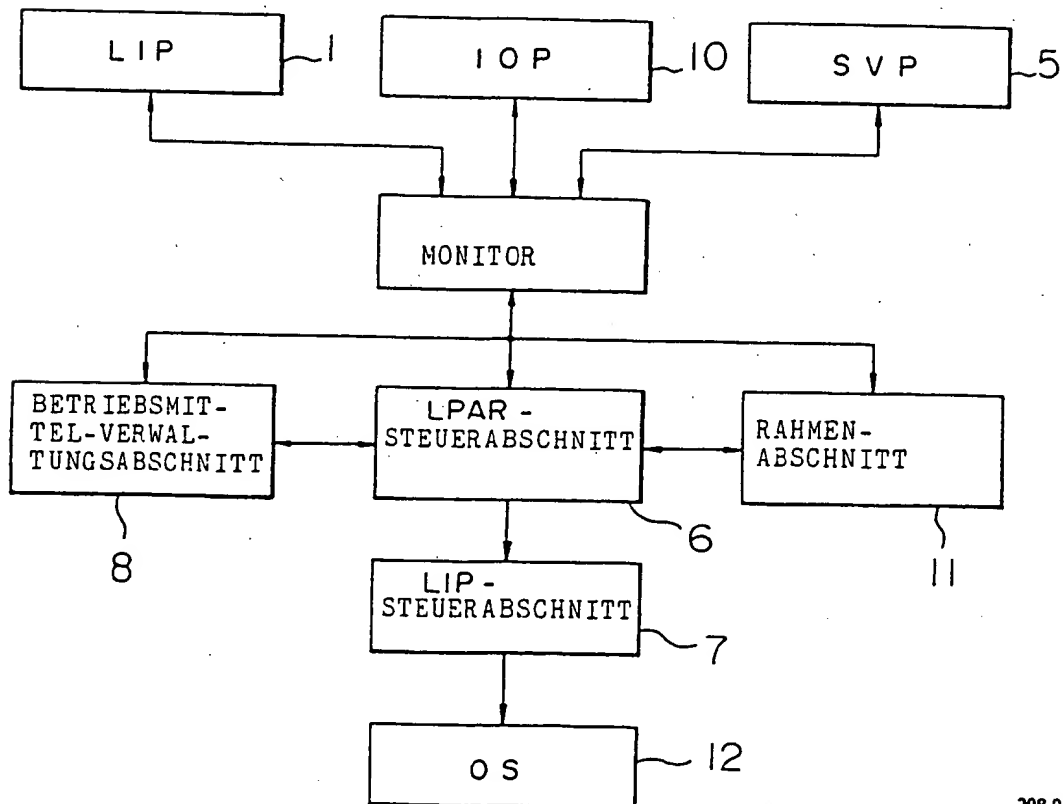 LIP
1
IOP
10
SVP
5
MONITOR
BETRIEBSMIT-
TEL-VERWAL-
TUNGSABSCHNITT
8
LPAR-
STEUERABSCHNITT
6
RAHMEN-
ABSCHNITT
11
LIP-
STEUERABSCHNITT
7
OS
12